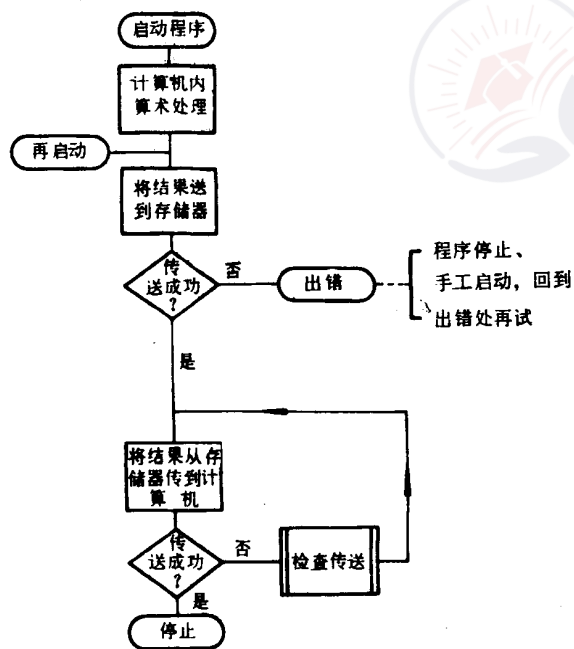 启动程序
计算机内
算术处理
再启动
将结果送
到存储器
传
送成功
?
否
出错
程序停止、
手工启动，回到
出错处再试
是
将结果从存
储器传到计
算机
传
送成功
?
否
检查传送
是
停止